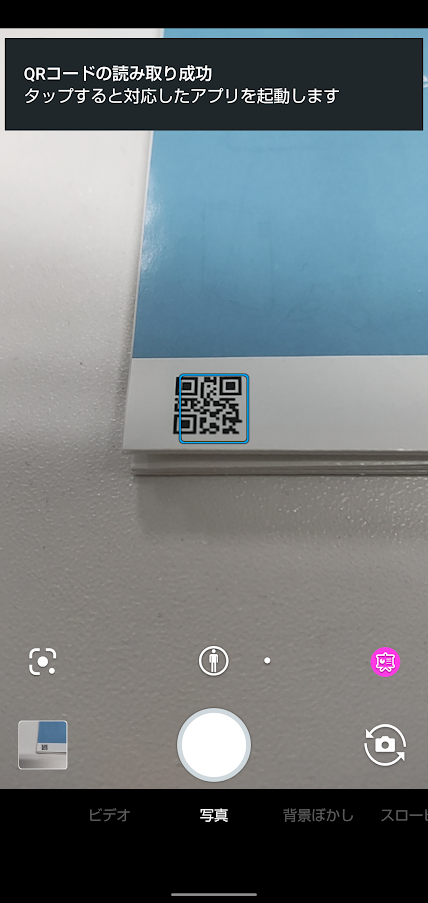 QRコードの読み取り成功
タップすると対応したアプリを起動します
ビデオ
写真
背景ぼかし
スロー